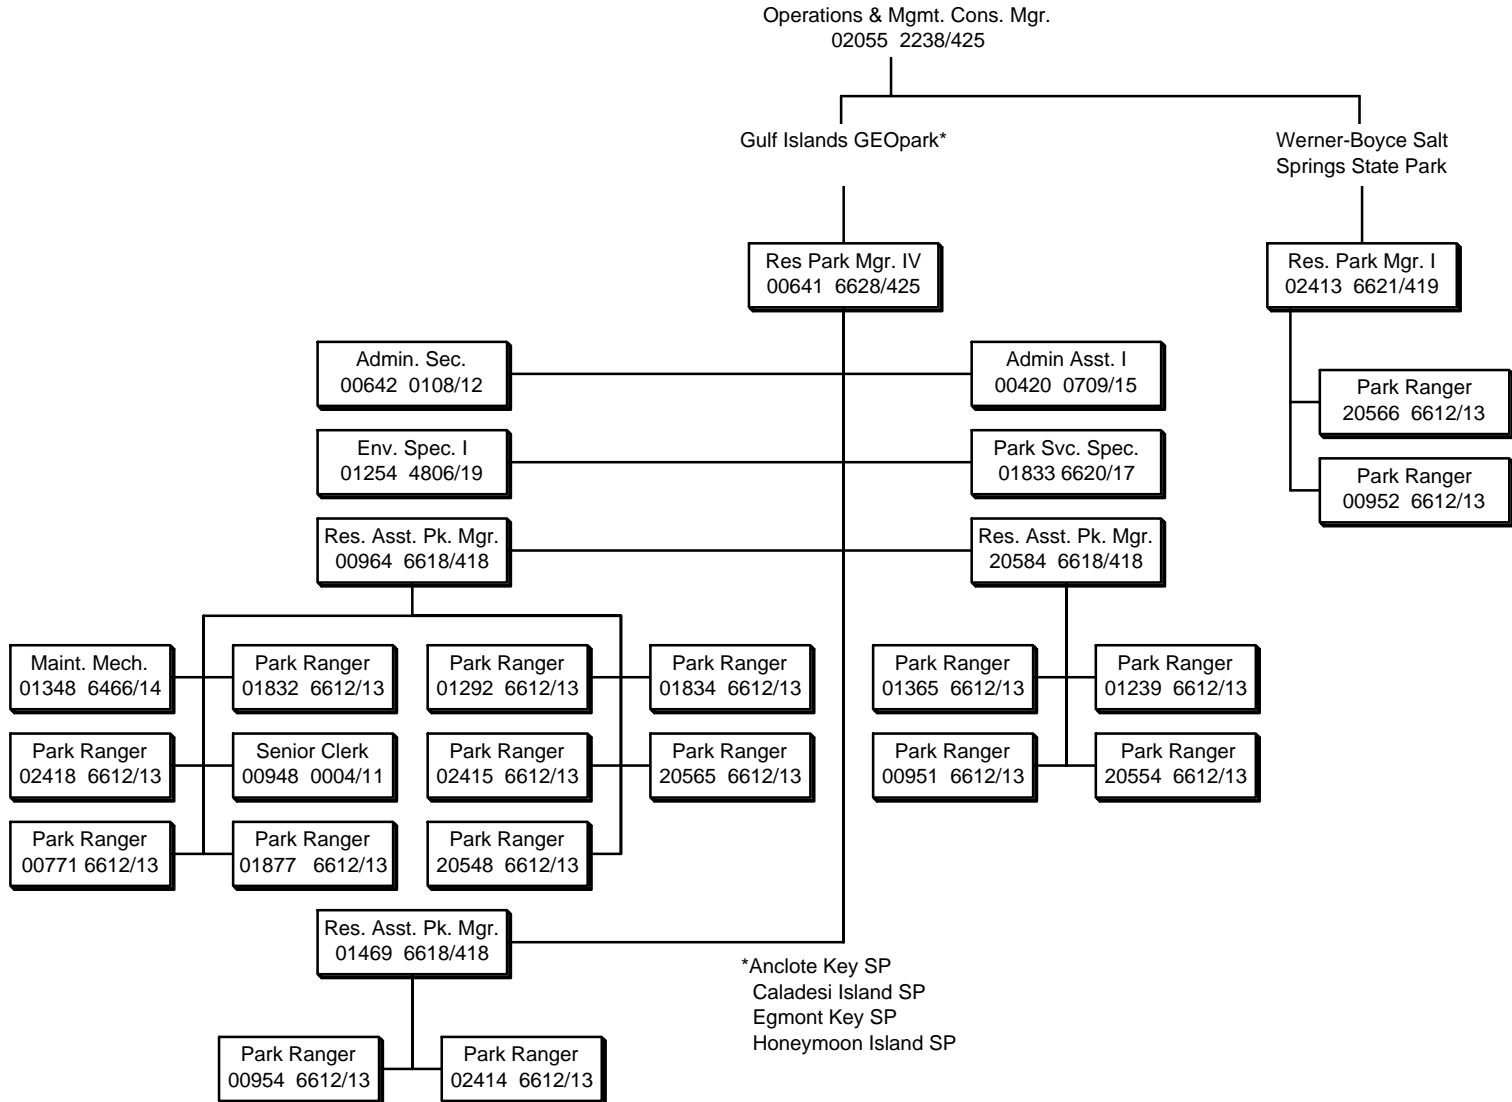 Operations & Mgmt. Cons. Mgr.
02055 2238/425
Gulf Islands GEOpark*
Werner-Boyce Salt
Springs State Park
Res Park Mgr. IV
00641 6628/425
Res. Park Mgr. I
02413 6621/419
Admin. Sec.
00642 0108/12
Admin Asst. I
00420 0709/15
Park Ranger
20566 6612/13
Env. Spec. I
01254 4806/19
Park Svc. Spec.
01833 6620/17
Park Ranger
00952 6612/13
Res. Asst. Pk. Mgr.
00964 6618/418
Res. Asst. Pk. Mgr.
20584 6618/418
Maint. Mech.
01348 6466/14
Park Ranger
01832 6612/13
Park Ranger
01292 6612/13
Park Ranger
01834 6612/13
Park Ranger
01365 6612/13
Park Ranger
01239 6612/13
Park Ranger
02418 6612/13
Senior Clerk
00948 0004/11
Park Ranger
02415 6612/13
Park Ranger
20565 6612/13
Park Ranger
00951 6612/13
Park Ranger
20554 6612/13
Park Ranger
00771 6612/13
Park Ranger
01877 6612/13
Park Ranger
20548 6612/13
Res. Asst. Pk. Mgr.
01469 6618/418
*Anclote Key SP
Caladesi Island SP
Egmont Key SP
Honeymoon Island SP
Park Ranger
00954 6612/13
Park Ranger
02414 6612/13